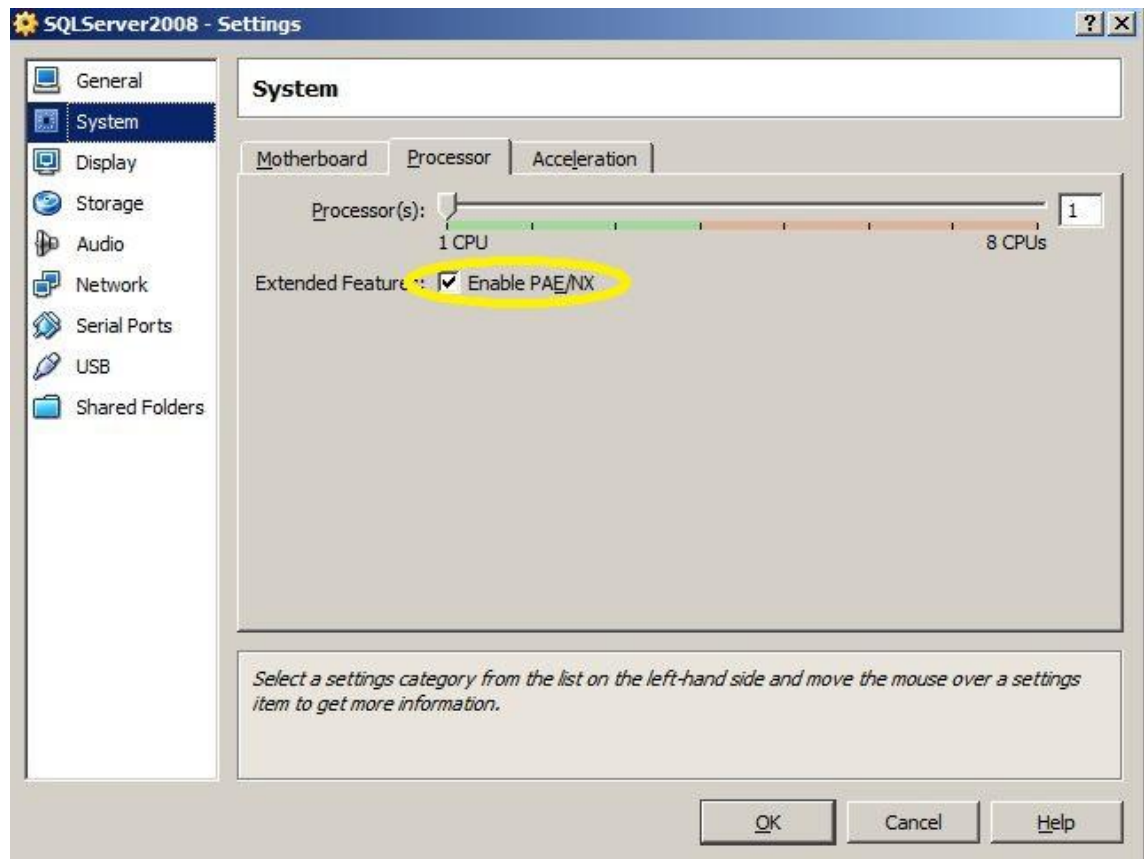 SQLServer2008 - Settings
General
System
Display
Storage
Audio
Network
Serial Ports
USB
Shared Folders
System
Motherboard Processor Acceleration
Processor(s): 1
1 CPU 8 CPUs
Extended Features: Enable PAE/NX
Select a settings category from the list on the left-hand side and move the mouse over a settings
item to get more information.
OK Cancel Help